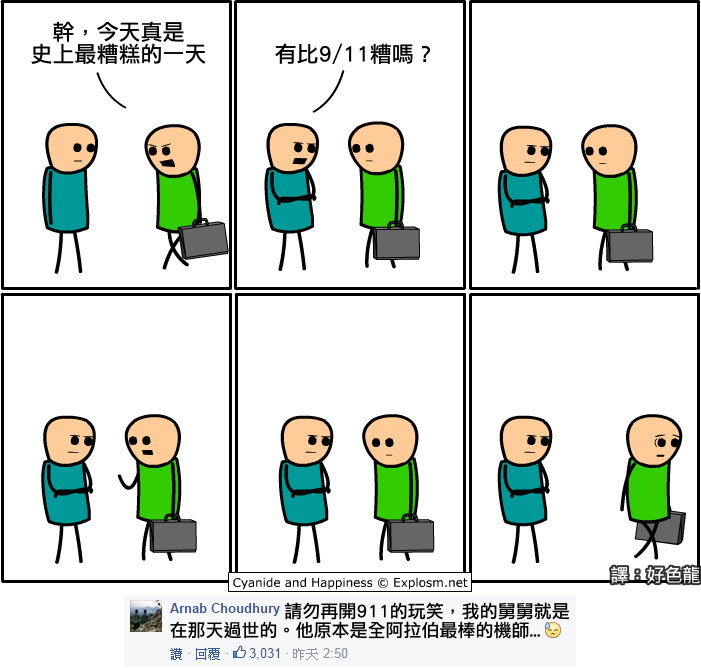 幹，今天真是
史上最糟糕的一天
有比9/11糟嗎？
Cyanide and Happiness © Explosm.net
譯：好色龍
Arnab Choudhury 請勿再開911的玩笑，我的舅舅就是
在那天過世的。他原本是全阿拉伯最棒的機師...
讚 · 回覆 · 3,031 · 昨天 2:50